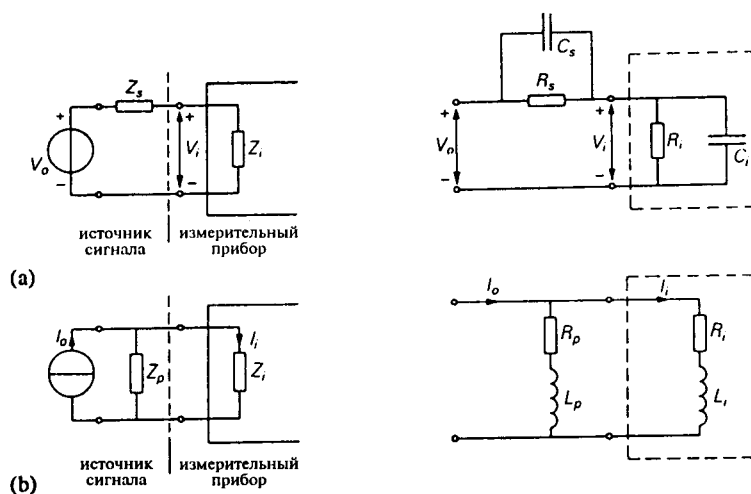 C_s
R_s
Z_s
+
V_o
−
+
V_i
−
Z_i
+
V_o
−
+
V_i
−
R_i
C_i
источник
сигнала
измерительный
прибор
(a)
I_o
Z_p
I_i
Z_i
I_o
R_p
L_p
I_i
R_i
L_i
источник
сигнала
измерительный
прибор
(b)